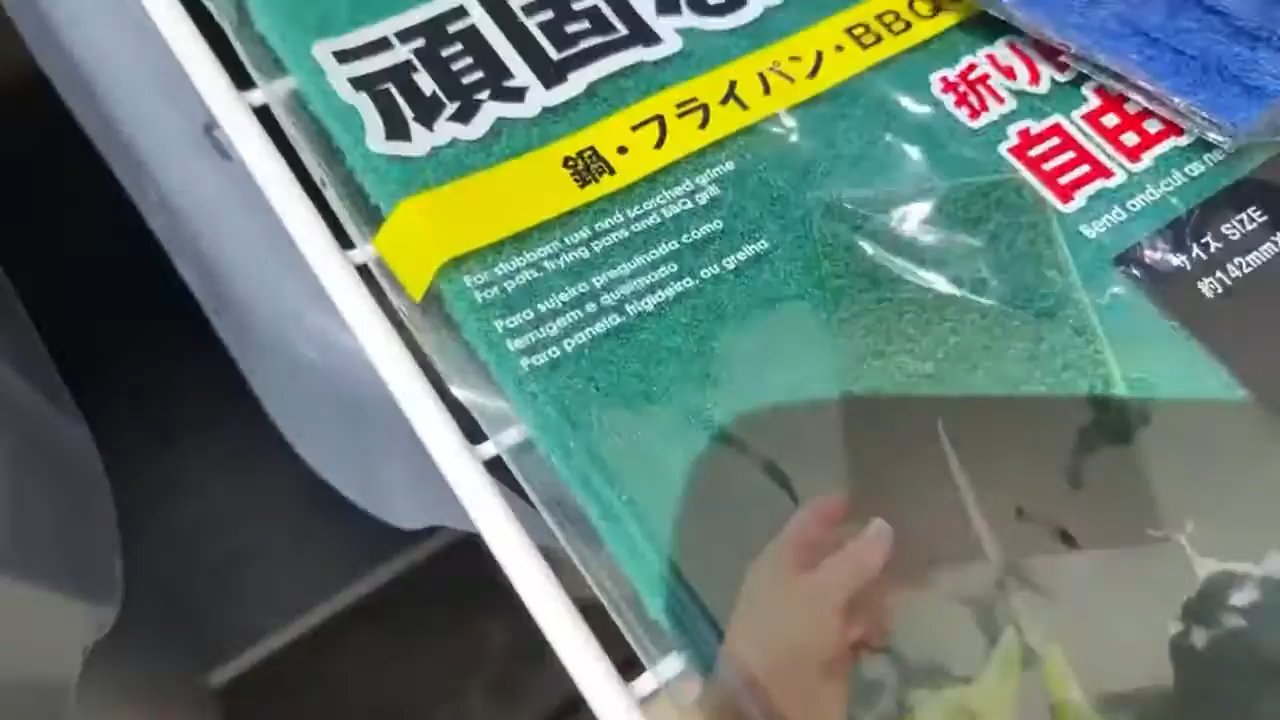 頑固
鍋・フライパン・BBQ
For stubborn rust and scorched grime
For pots, frying pans and BBQ grill
Para sujeira preguinada como
ferrugem e queimado
Para panela, frigideira, ou grelha
折り
自由
Bend and cut as
サイズ SIZE
約142mm×